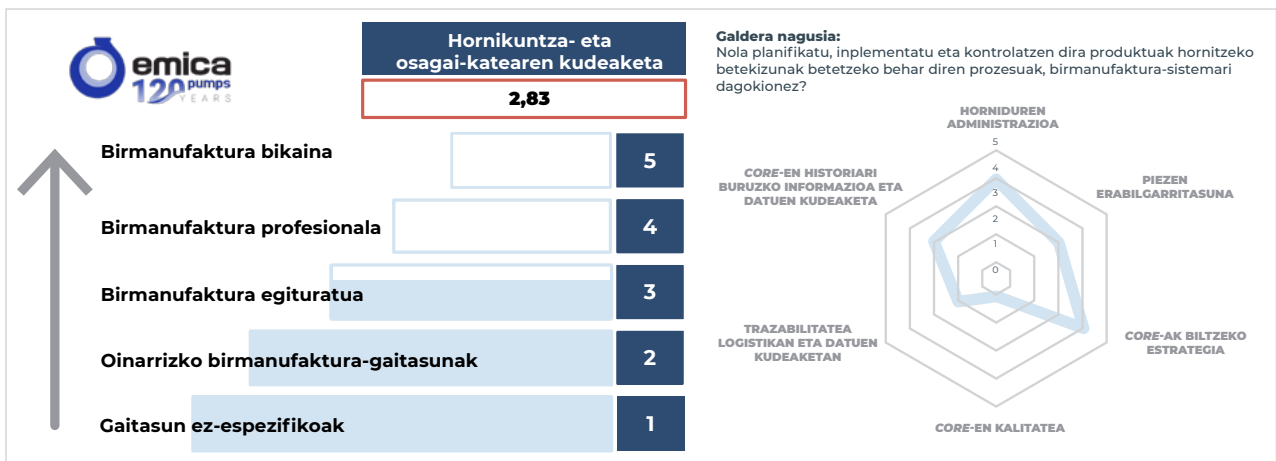 emica
pumps
120
YEARS
Hornikuntza- eta
osagai-katearen kudeaketa
2,83
Birmanufaktura bikaina
5
Birmanufaktura profesionala
4
Birmanufaktura egituratua
3
Oinarrizko birmanufaktura-gaitasunak
2
Gaitasun ez-espezifikoak
1
Galdera nagusia:
Nola planifikatu, inplementatu eta kontrolatzen dira produktuak hornitzeko
betekizunak betetzeko behar diren prozesuak, birmanufaktura-sistemari
dagokionez?
HORNIDUREN
ADMINISTRAZIOA
5
4
3
2
1
0
PIEZEN
ERABILGARRITASUNA
CORE-AK BILTZEKO
ESTRATEGIA
CORE-EN KALITATEA
TRAZABILITATEA
LOGISTIKAN ETA DATUEN
KUDEAKETAN
CORE-EN HISTORIARI
BURUZKO INFORMAZIOA ETA
DATUEN KUDEAKETA